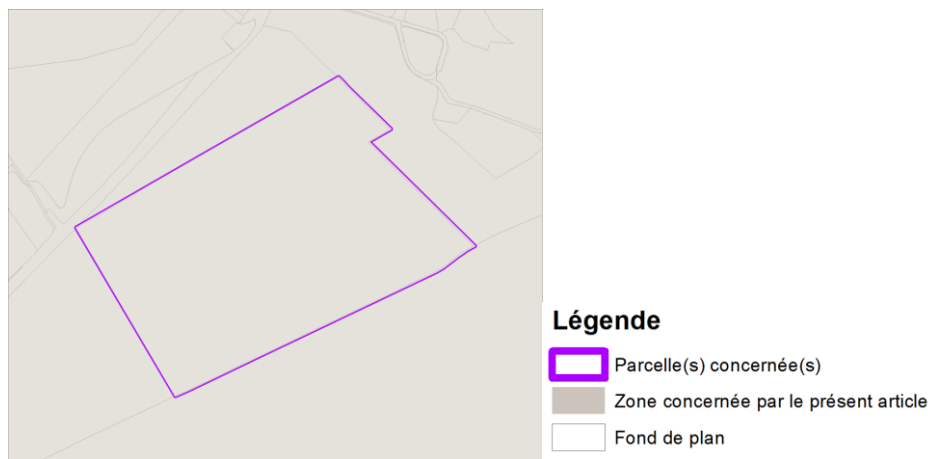 Légende
Parcelle(s) concernée(s)
Zone concernée par le présent article
Fond de plan